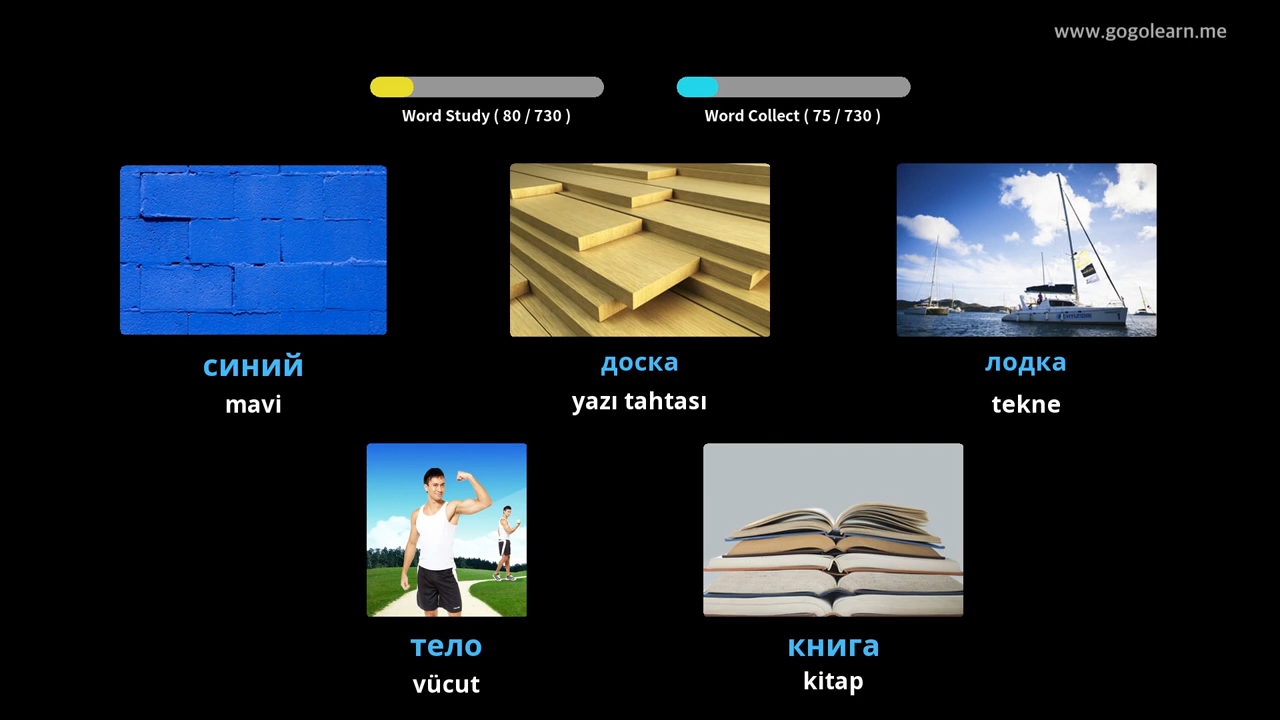 www.gogolearn.me
Word Study ( 80 / 730 )
Word Collect ( 75 / 730 )
синий
доска
лодка
mavi
yazı tahtası
tekne
тело
книга
vücut
kitap